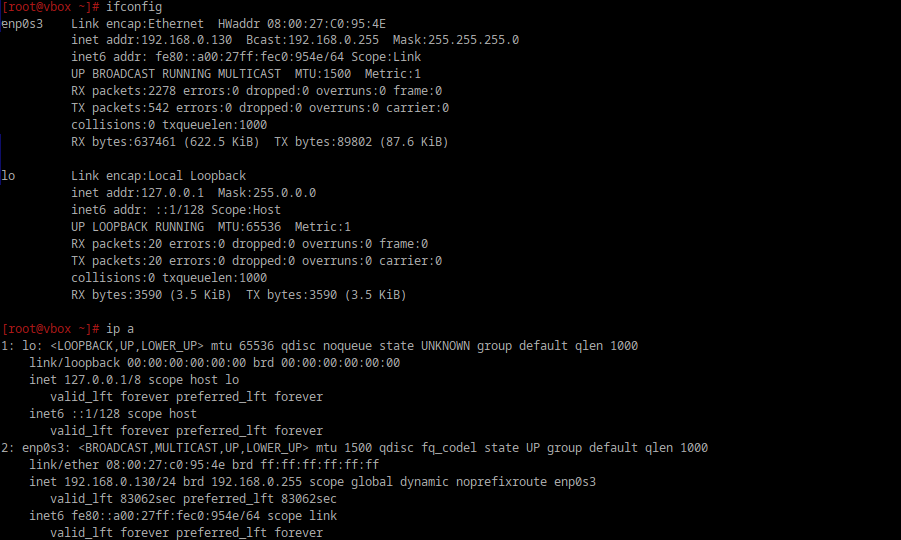 [root@vbox ~]# ifconfig
enp0s3    Link encap:Ethernet  HWaddr 08:00:27:C0:95:4E
          inet addr:192.168.0.130  Bcast:192.168.0.255  Mask:255.255.255.0
          inet6 addr: fe80::a00:27ff:fec0:954e/64 Scope:Link
          UP BROADCAST RUNNING MULTICAST  MTU:1500  Metric:1
          RX packets:2278 errors:0 dropped:0 overruns:0 frame:0
          TX packets:542 errors:0 dropped:0 overruns:0 carrier:0
          collisions:0 txqueuelen:1000
          RX bytes:637461 (622.5 KiB)  TX bytes:89802 (87.6 KiB)

lo        Link encap:Local Loopback
          inet addr:127.0.0.1  Mask:255.0.0.0
          inet6 addr: ::1/128 Scope:Host
          UP LOOPBACK RUNNING  MTU:65536  Metric:1
          RX packets:20 errors:0 dropped:0 overruns:0 frame:0
          TX packets:20 errors:0 dropped:0 overruns:0 carrier:0
          collisions:0 txqueuelen:1000
          RX bytes:3590 (3.5 KiB)  TX bytes:3590 (3.5 KiB)

[root@vbox ~]# ip a
1: lo: <LOOPBACK,UP,LOWER_UP> mtu 65536 qdisc noqueue state UNKNOWN group default qlen 1000
    link/loopback 00:00:00:00:00:00 brd 00:00:00:00:00:00
    inet 127.0.0.1/8 scope host lo
       valid_lft forever preferred_lft forever
    inet6 ::1/128 scope host
       valid_lft forever preferred_lft forever
2: enp0s3: <BROADCAST,MULTICAST,UP,LOWER_UP> mtu 1500 qdisc fq_codel state UP group default qlen 1000
    link/ether 08:00:27:c0:95:4e brd ff:ff:ff:ff:ff:ff
    inet 192.168.0.130/24 brd 192.168.0.255 scope global dynamic noprefixroute enp0s3
       valid_lft 83062sec preferred_lft 83062sec
    inet6 fe80::a00:27ff:fec0:954e/64 scope link
       valid_lft forever preferred_lft forever